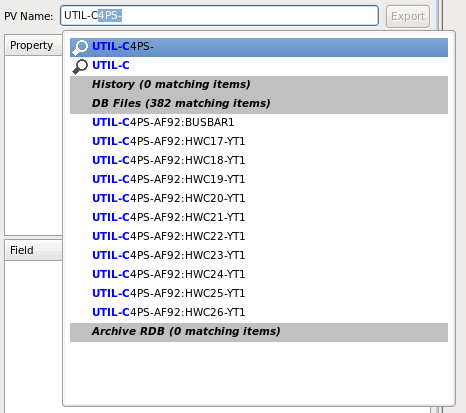 PV Name: UTIL-C4PS- Export
Property
UTIL-C4PS-
UTIL-C
History (0 matching items)
DB Files (382 matching items)
UTIL-C4PS-AF92:BUSBAR1
UTIL-C4PS-AF92:HWC17-YT1
UTIL-C4PS-AF92:HWC18-YT1
UTIL-C4PS-AF92:HWC19-YT1
UTIL-C4PS-AF92:HWC20-YT1
UTIL-C4PS-AF92:HWC21-YT1
UTIL-C4PS-AF92:HWC22-YT1
UTIL-C4PS-AF92:HWC23-YT1
Field
UTIL-C4PS-AF92:HWC24-YT1
UTIL-C4PS-AF92:HWC25-YT1
UTIL-C4PS-AF92:HWC26-YT1
Archive RDB (0 matching items)